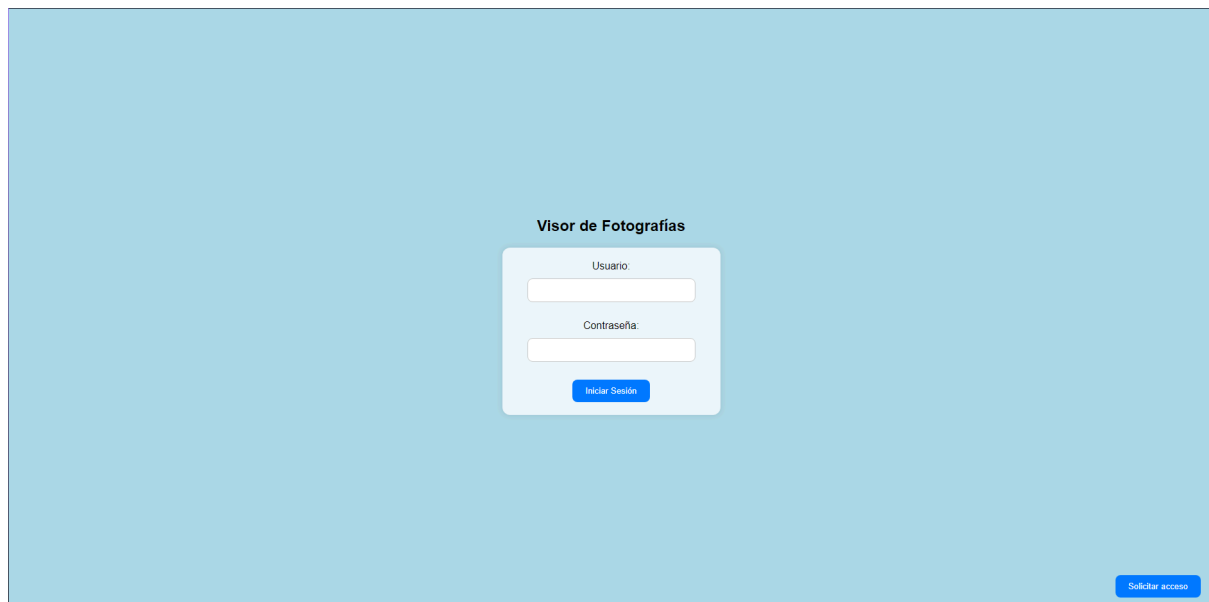 Visor de Fotografías
Usuario:
Contraseña:
Iniciar Sesión
Solicitar acceso